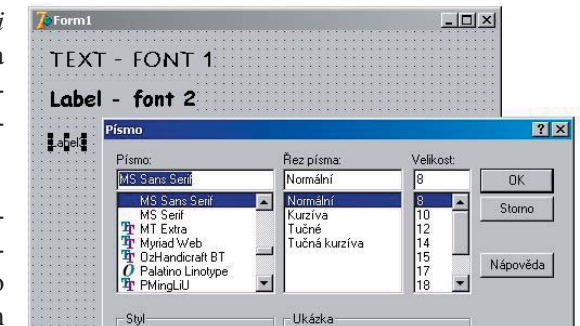 Form1
TEXT - FONT 1
Label - font 2
Písmo
Písmo:
Řez písma:
Velikost:
MS Sans Serif
Normální
8
OK
MS Sans Serif
Normální
8
Storno
MS Serif
Kurzíva
10
MT Extra
Tučné
12
Myriad Web
Tučná kurzíva
14
OzHandicraft BT
15
Nápověda
Palatino Linotype
17
PMingLiU
18
Styl
Ukázka